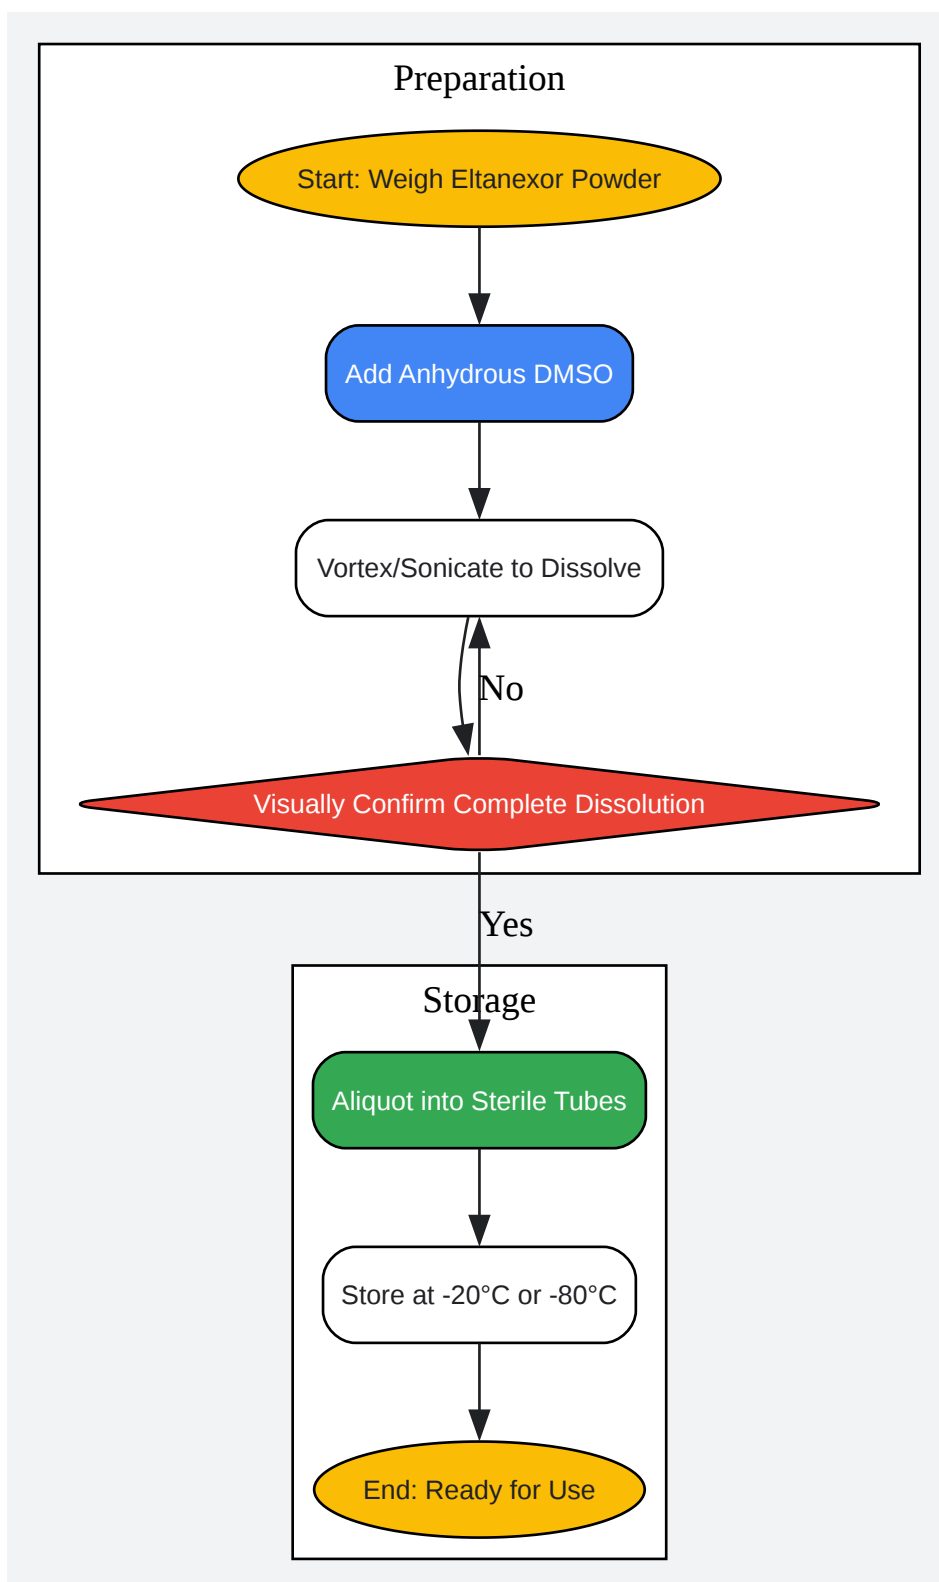 Preparation
Start: Weigh Eltanexor Powder
Add Anhydrous DMSO
Vortex/Sonicate to Dissolve
No
Visually Confirm Complete Dissolution
Yes
Storage
Aliquot into Sterile Tubes
Store at -20°C or -80°C
End: Ready for Use